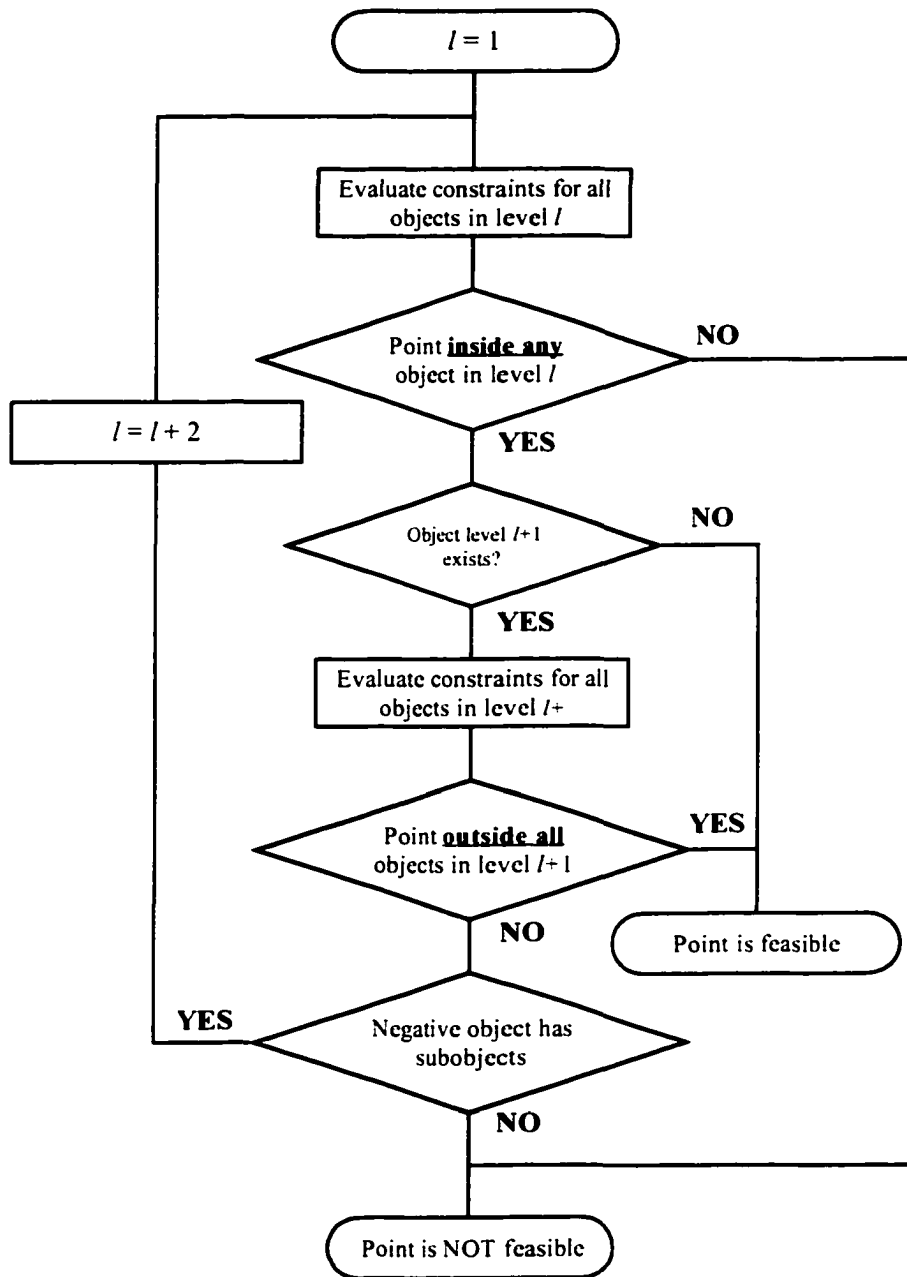 l = 1
Evaluate constraints for all
objects in level l
Point inside any
object in level l
NO
YES
l = l + 2
Object level l+1
exists?
NO
YES
Evaluate constraints for all
objects in level l+
Point outside all
objects in level l+1
YES
NO
Point is feasible
Negative object has
subobjects
YES
NO
Point is NOT feasible